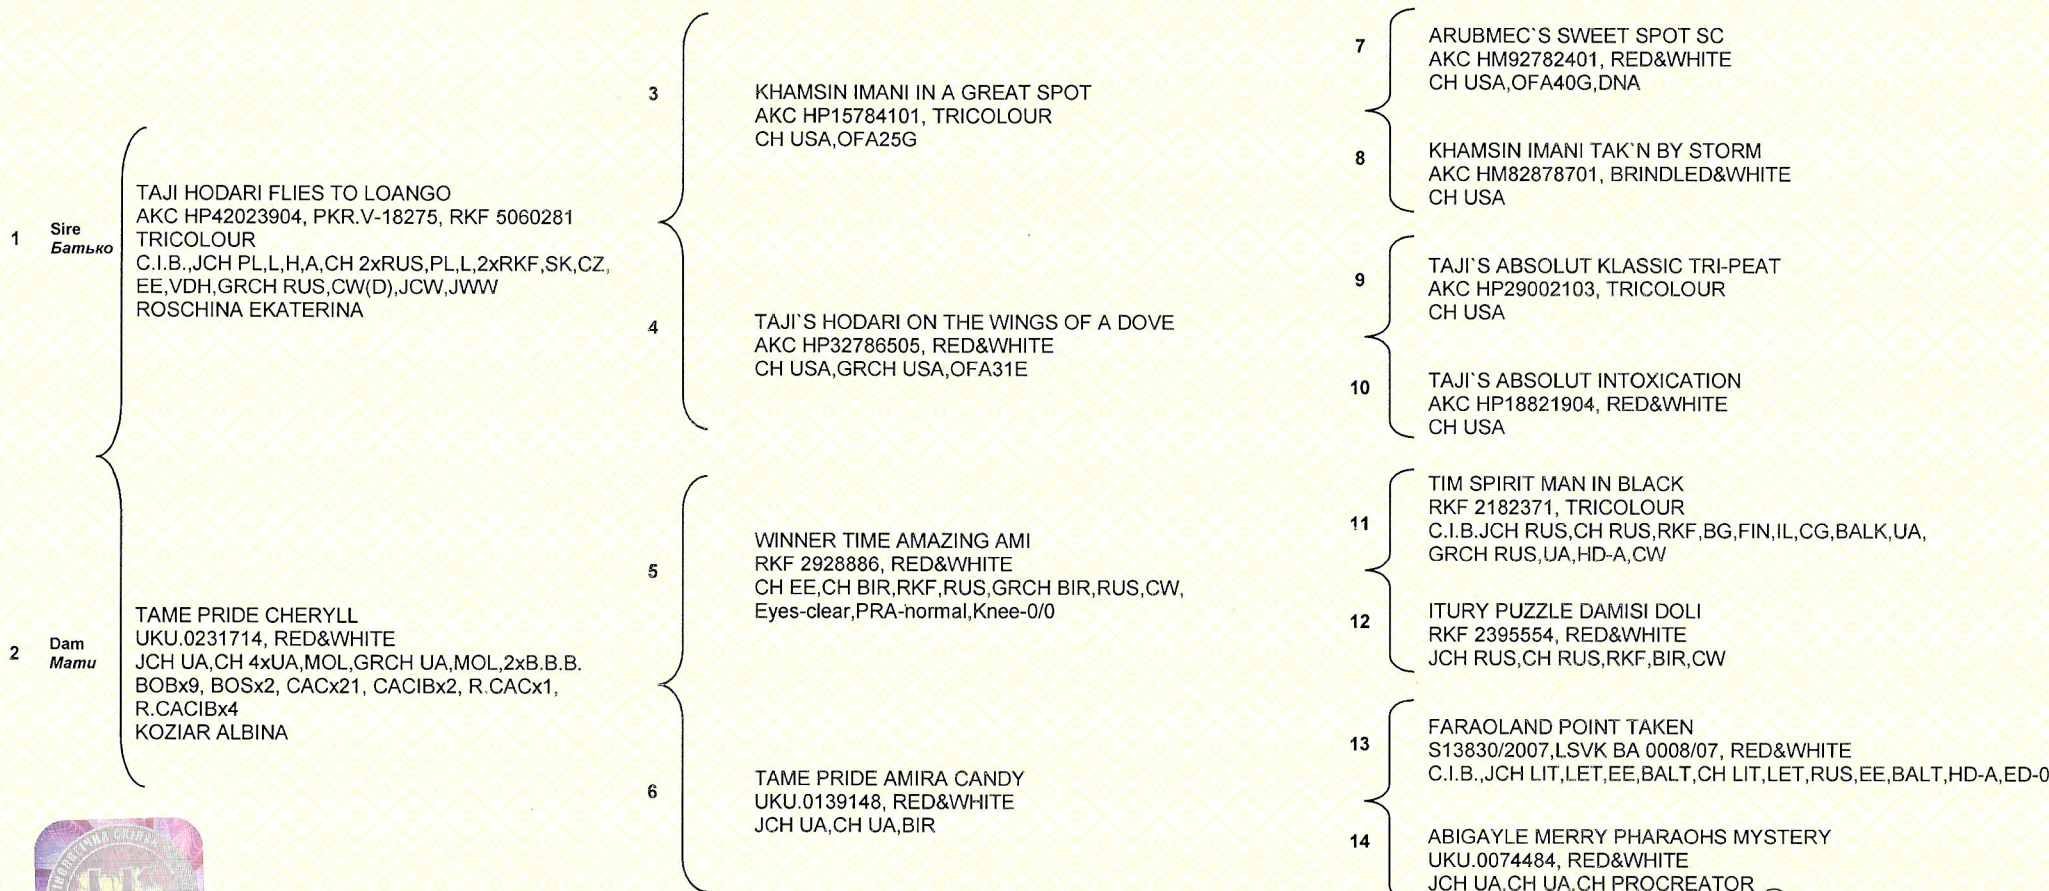 1
Sire
Батько
TAJI HODARI FLIES TO LOANGO
AKC HP42023904, PKR.V-18275, RKF 5060281
TRICOLOUR
C.I.B.,JCH PL,L,H,A,CH 2xRUS,PL,L,2xRKF,SK,CZ,
EE,VDH,GRCH RUS,CW(D),JCW,JWW
ROSCHINA EKATERINA
2
Dam
Мати
TAME PRIDE CHERYLL
UKU.0231714, RED&WHITE
JCH UA,CH 4xUA,MOL,GRCH UA,MOL,2xB.B.B.
BOBx9, BOSx2, CACx21, CACIBx2, R.CACx1,
R.CACIBx4
KOZIAR ALBINA
3
KHAMSIN IMANI IN A GREAT SPOT
AKC HP15784101, TRICOLOUR
CH USA,OFA25G
4
TAJI`S HODARI ON THE WINGS OF A DOVE
AKC HP32786505, RED&WHITE
CH USA,GRCH USA,OFA31E
5
WINNER TIME AMAZING AMI
RKF 2928886, RED&WHITE
CH EE,CH BIR,RKF,RUS,GRCH BIR,RUS,CW,
Eyes-clear,PRA-normal,Knee-0/0
6
TAME PRIDE AMIRA CANDY
UKU.0139148, RED&WHITE
JCH UA,CH UA,BIR
7
ARUBMEC`S SWEET SPOT SC
AKC HM92782401, RED&WHITE
CH USA,OFA40G,DNA
8
KHAMSIN IMANI TAK`N BY STORM
AKC HM82878701, BRINDLED&WHITE
CH USA
9
TAJI`S ABSOLUT KLASSIC TRI-PEAT
AKC HP29002103, TRICOLOUR
CH USA
10
TAJI`S ABSOLUT INTOXICATION
AKC HP18821904, RED&WHITE
CH USA
11
TIM SPIRIT MAN IN BLACK
RKF 2182371, TRICOLOUR
C.I.B.JCH RUS,CH RUS,RKF,BG,FIN,IL,CG,BALK,UA,
GRCH RUS,UA,HD-A,CW
12
ITURY PUZZLE DAMISI DOLI
RKF 2395554, RED&WHITE
JCH RUS,CH RUS,RKF,BIR,CW
13
FARAOLAND POINT TAKEN
S13830/2007,LSVK BA 0008/07, RED&WHITE
C.I.B.,JCH LIT,LET,EE,BALT,CH LIT,LET,RUS,EE,BALT,HD-A,ED-0
14
ABIGAYLE MERRY PHARAOHS MYSTERY
UKU.0074484, RED&WHITE
JCH UA,CH UA,CH PROCREATOR